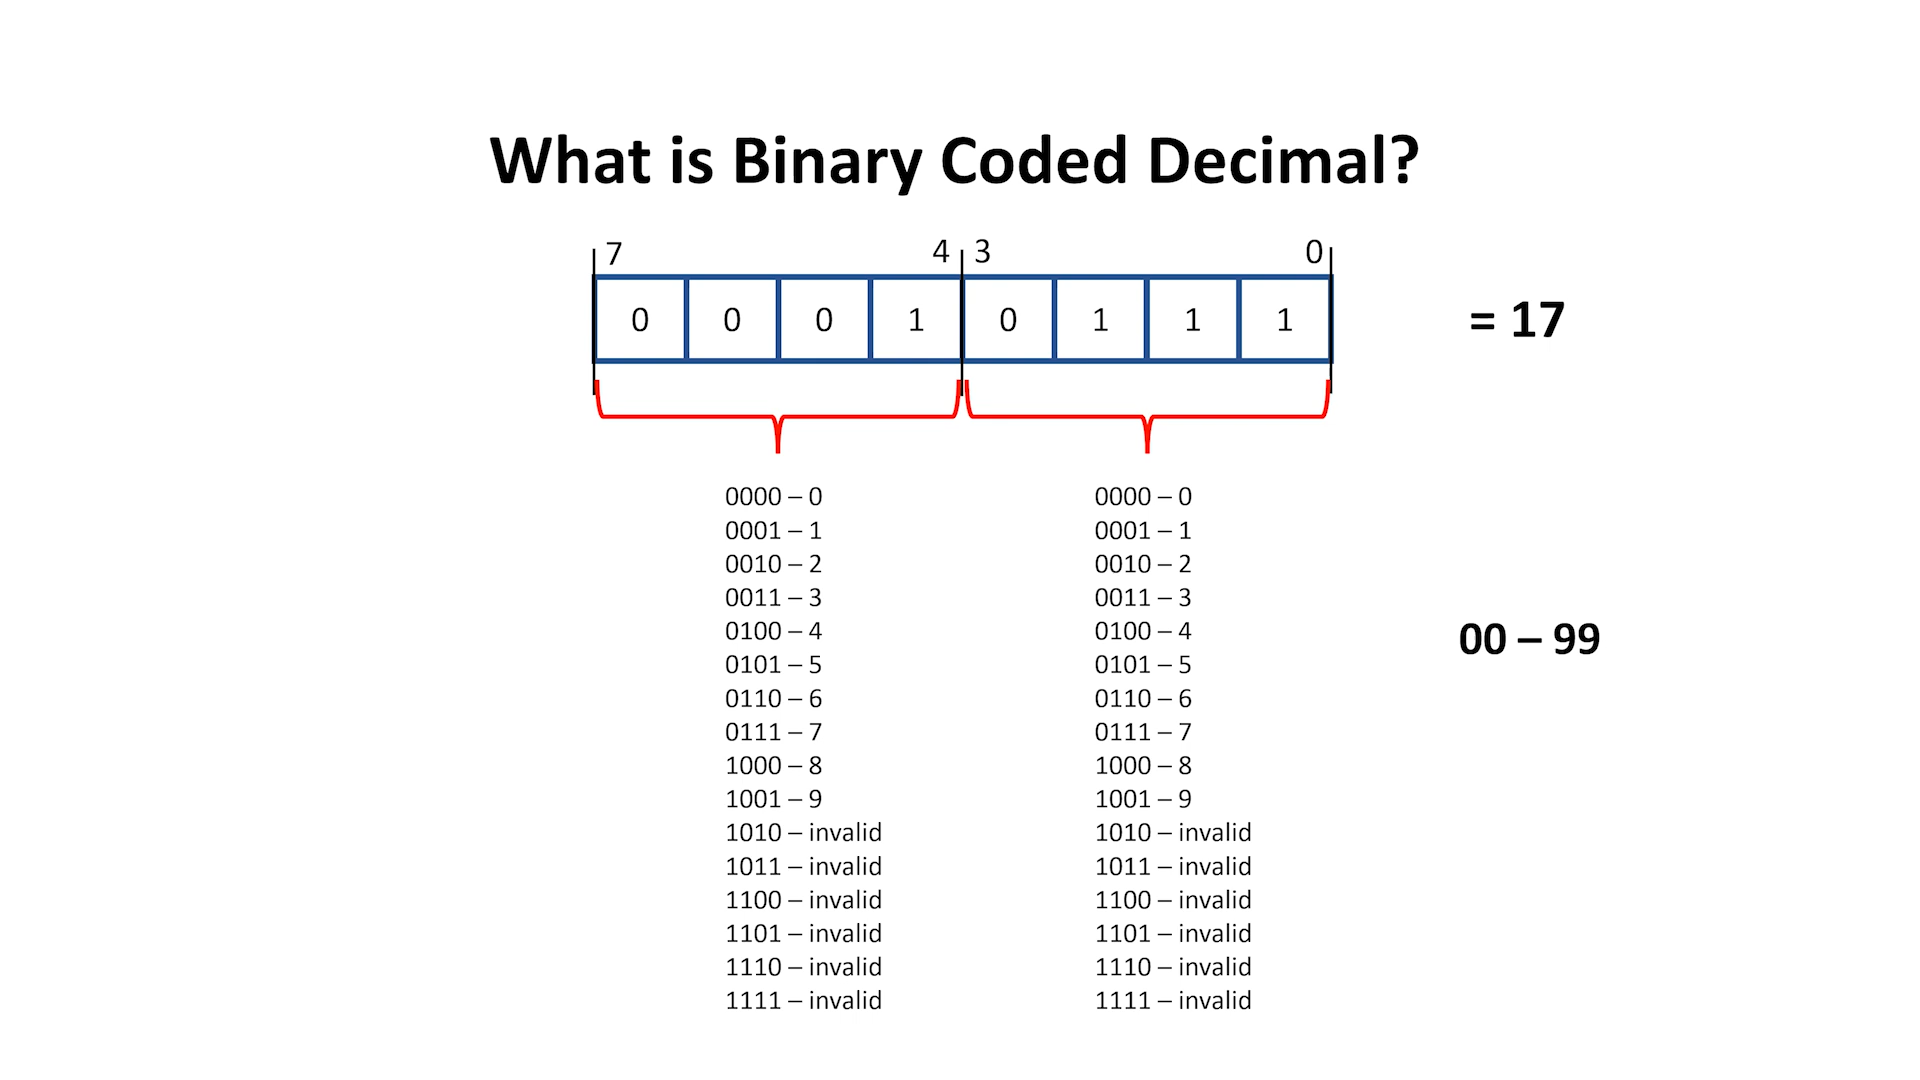 What is Binary Coded Decimal?
7 4 3 0
0 0 0 1 0 1 1 1 = 17
0000 – 0 0000 – 0
0001 – 1 0001 – 1
0010 – 2 0010 – 2
0011 – 3 0011 – 3
0100 – 4 0100 – 4
00 – 99
0101 – 5 0101 – 5
0110 – 6 0110 – 6
0111 – 7 0111 – 7
1000 – 8 1000 – 8
1001 – 9 1001 – 9
1010 – invalid 1010 – invalid
1011 – invalid 1011 – invalid
1100 – invalid 1100 – invalid
1101 – invalid 1101 – invalid
1110 – invalid 1110 – invalid
1111 – invalid 1111 – invalid